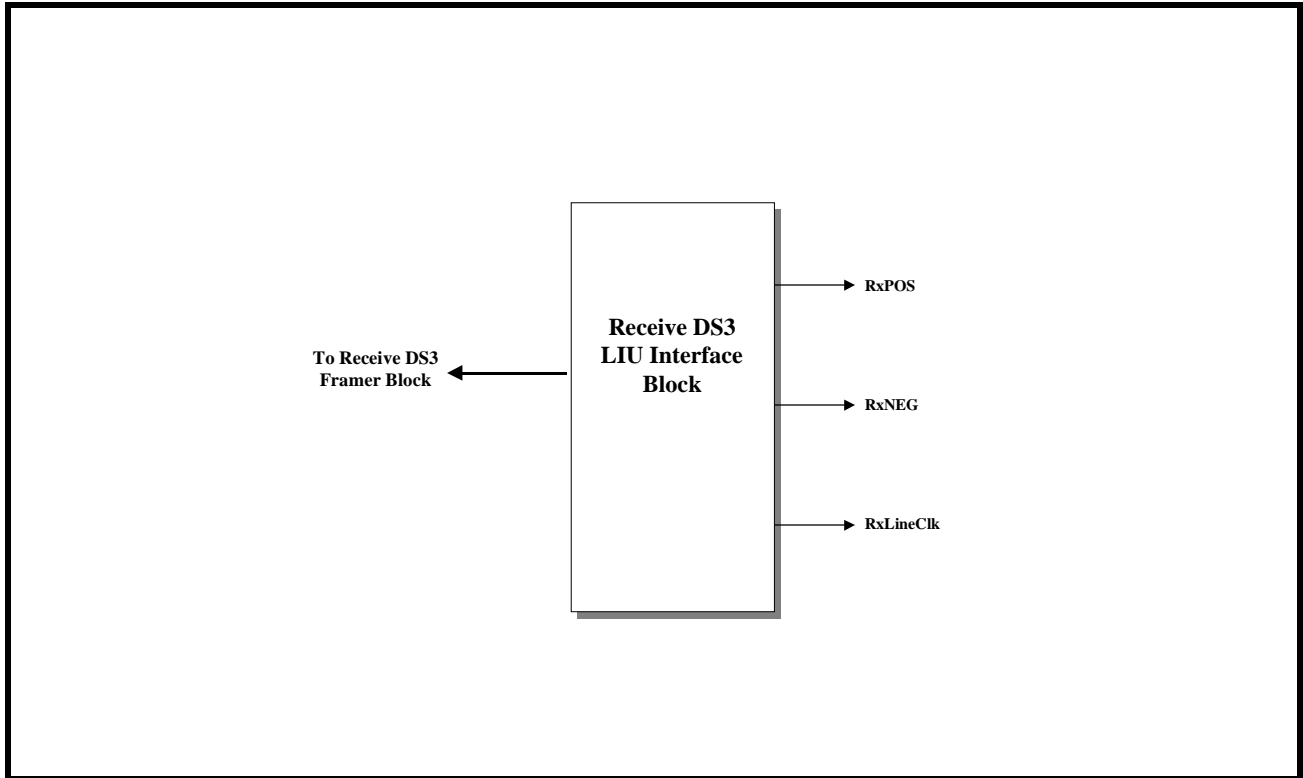 Receive DS3
LIU Interface
Block
To Receive DS3
Framer Block
RxPOS
RxNEG
RxLineClk